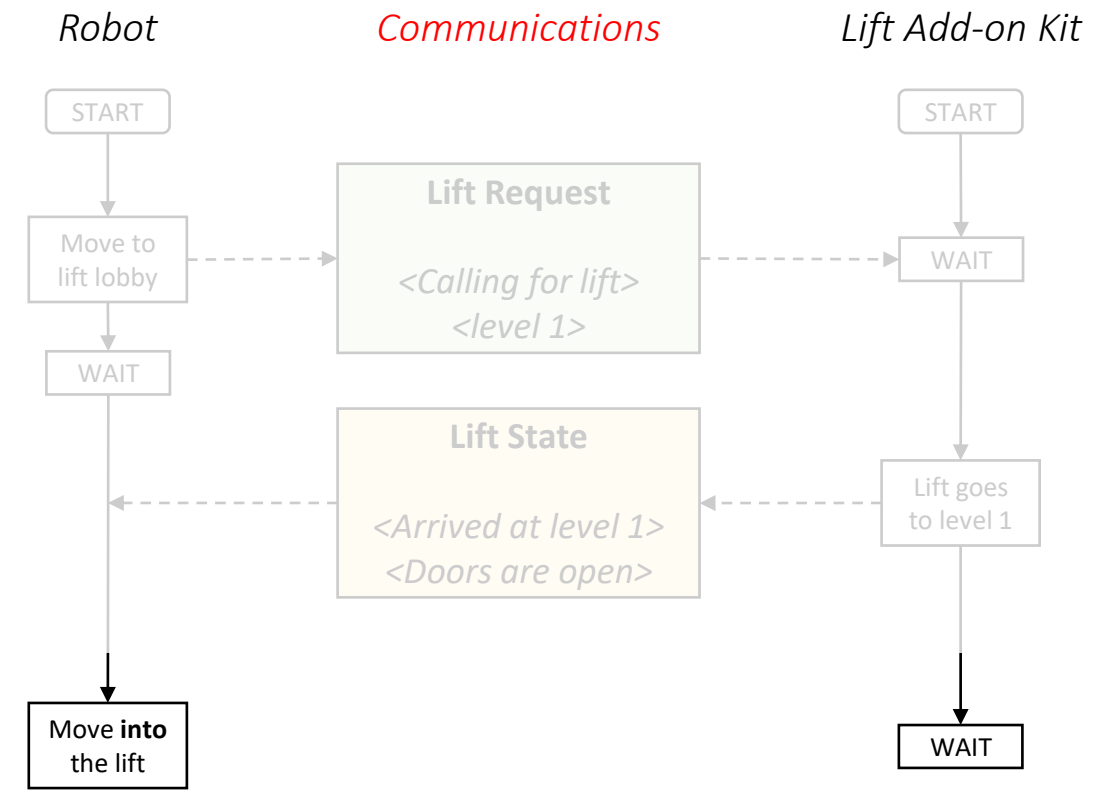 Robot
Communications
Lift Add-on Kit
START
START
Lift Request
Move to
lift lobby
<Calling for lift>
<level 1>
WAIT
WAIT
Lift State
<Arrived at level 1>
<Doors are open>
Lift goes
to level 1
Move into
the lift
WAIT